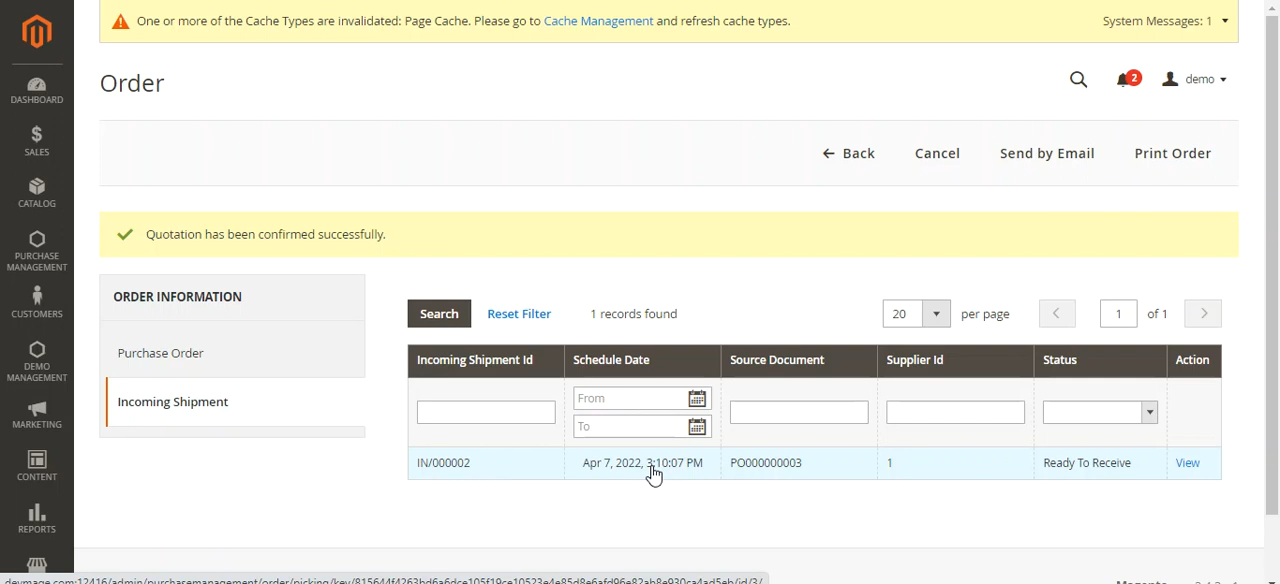 One or more of the Cache Types are invalidated: Page Cache. Please go to Cache Management and refresh cache types.
System Messages: 1
Order
2
demo
DASHBOARD
SALES
CATALOG
PURCHASE MANAGEMENT
CUSTOMERS
DEMO MANAGEMENT
MARKETING
CONTENT
REPORTS
Back
Cancel
Send by Email
Print Order
Quotation has been confirmed successfully.
ORDER INFORMATION
Purchase Order
Incoming Shipment
Search
Reset Filter
1 records found
20
per page
1
of 1
Incoming Shipment Id
Schedule Date
Source Document
Supplier Id
Status
Action
From
To
IN/000002
Apr 7, 2022, 3:10:07 PM
PO000000003
1
Ready To Receive
View